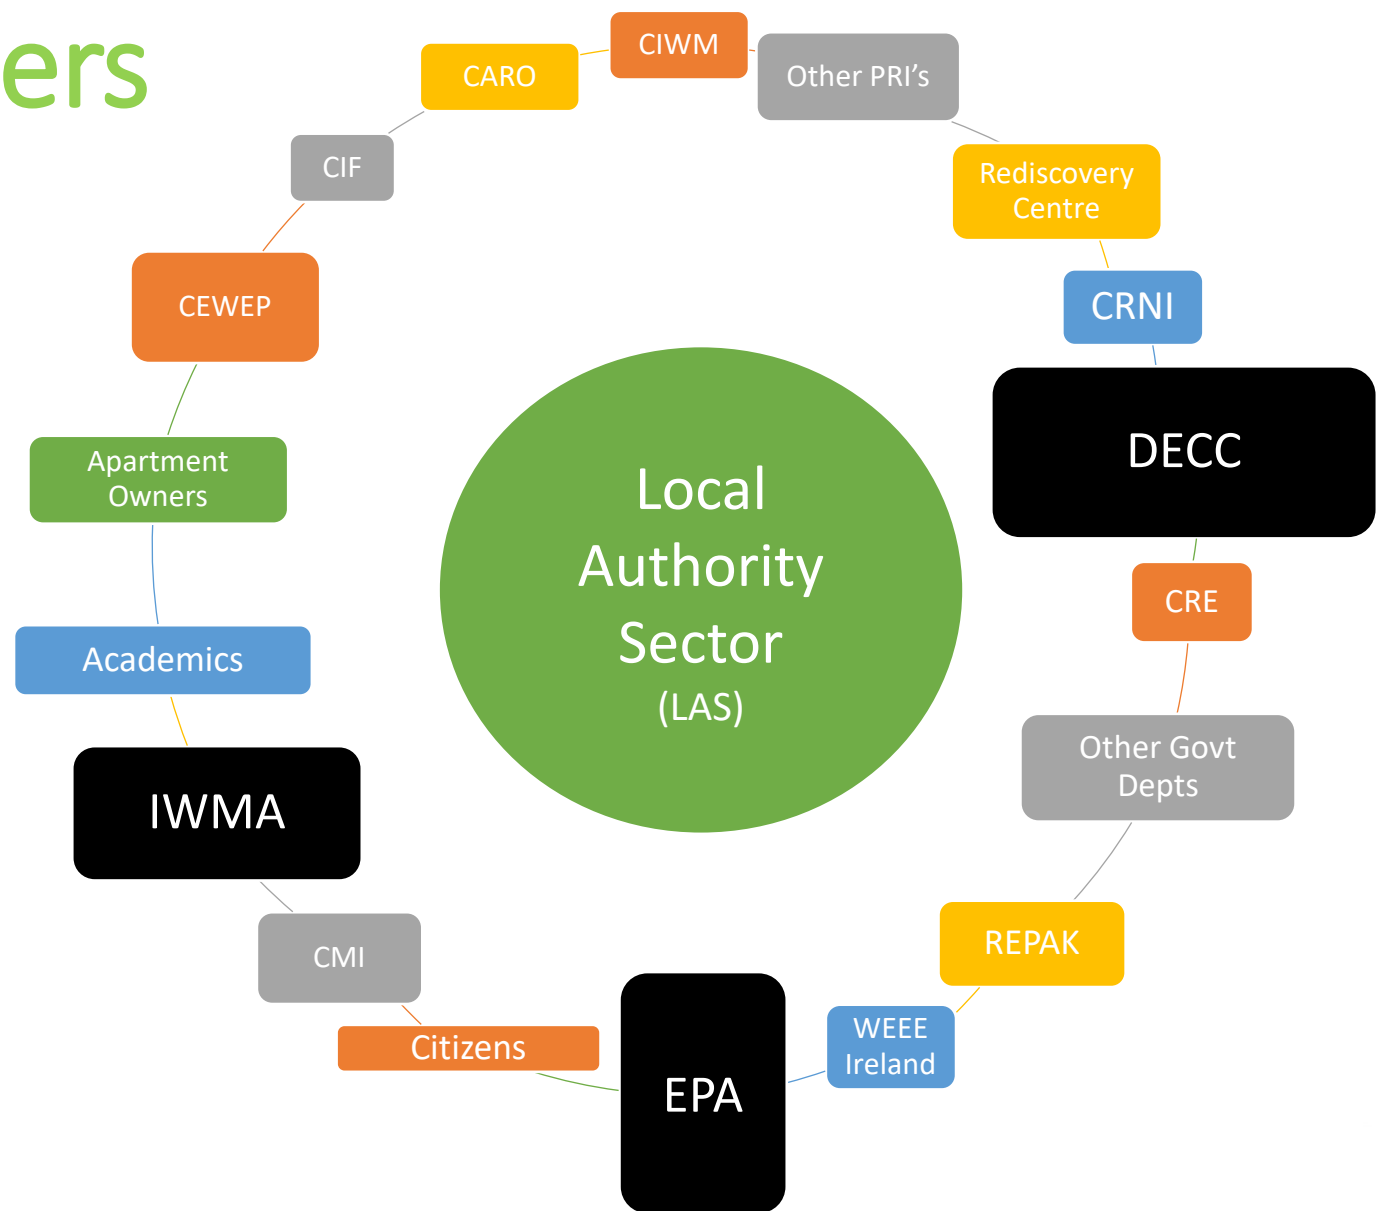 ers
CIWM
Other PRI's
Rediscovery
Centre
CRNI
DECC
CRE
Other Govt
Depts
REPAK
WEEE
Ireland
EPA
Citizens
CMI
IWMA
Academics
Apartment
Owners
CEWEP
CIF
CARO
Local
Authority
Sector
(LAS)